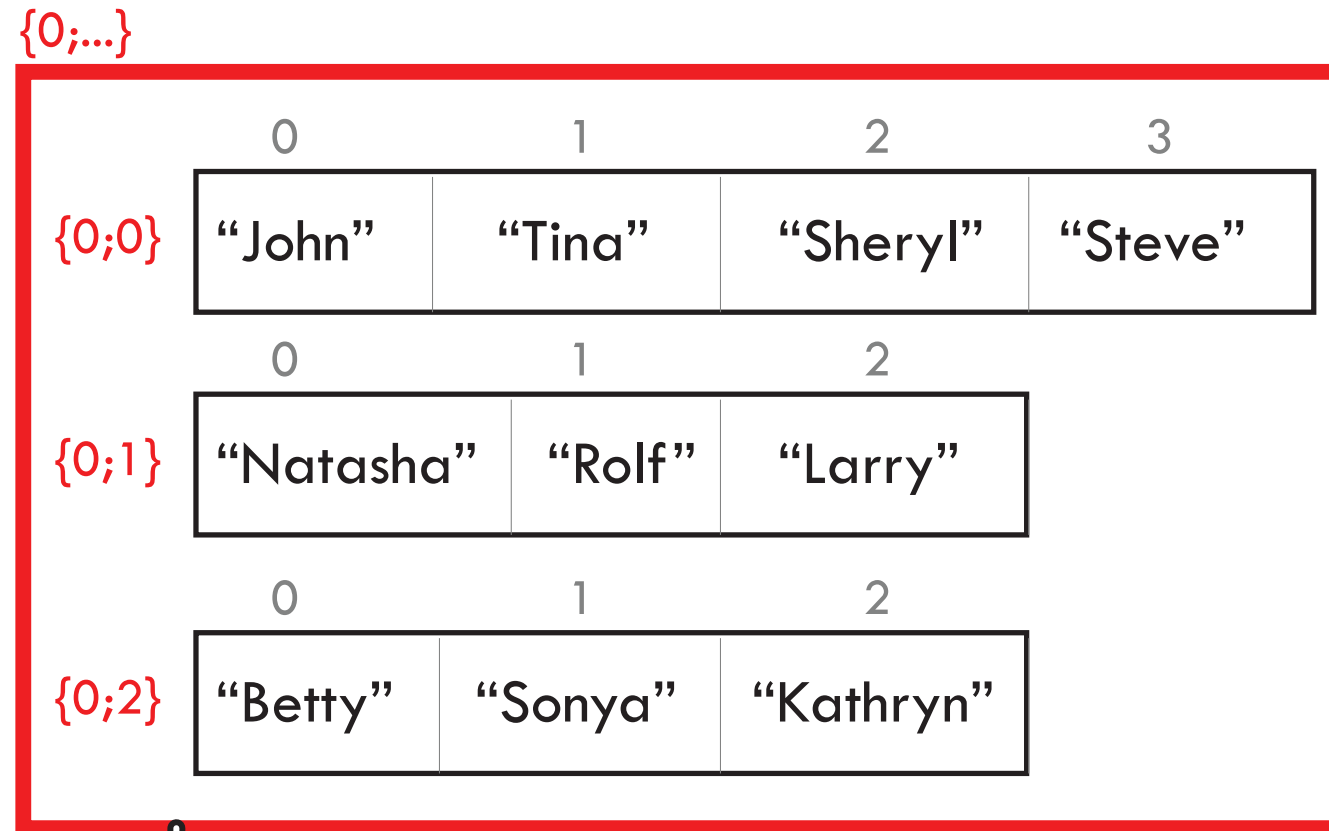 {0;...}
0 1 2 3
{0;0} “John” “Tina” “Sheryl” “Steve”
0 1 2
{0;1} “Natasha” “Rolf” “Larry”
0 1 2
{0;2} “Betty” “Sonya” “Kathryn”